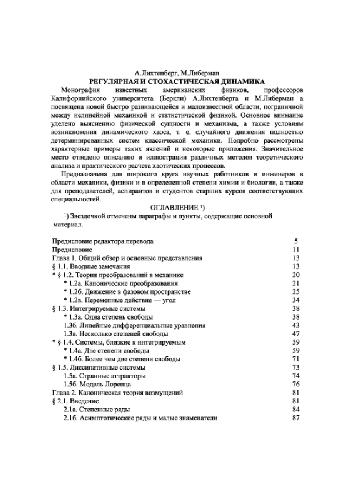 А.Лихтенберг, М.Либерман
РЕГУЛЯРНАЯ И СТОХАСТИЧЕСКАЯ ДИНАМИКА
Монография известных американских физиков, профессоров
Калифорнийского университета (Беркли) А.Лихтенберга и М.Либермана
посвящена новой быстро развивающейся и малоизвестной области, пограничной
между нелинейной механикой и статистической физикой. Основное внимание
уделено выяснению физической сущности и механизма, а также условиям
возникновения динамического хаоса, т. е. случайного движения полностью
детерминированных систем классической механики. Подробно рассмотрены
характерные примеры таких явлений и некоторые приложения. Значительное
место отведено описанию и иллюстрации различных методов теоретического
анализа и практического расчета хаотических процессов.
Предназначена для широкого круга научных работников и инженеров в
области механики, физики и в определенной степени химии и биологии, а также
для преподавателей, аспирантов и студентов старших курсов соответствующих
специальностей.
ОГЛАВЛЕНИЕ ¹)
¹) Звездочкой отмечены параграфы и пункты, содержащие основной
материал.
Предисловие редактора перевода 5
Предисловие 11
Глава 1. Общий обзор и основные представления 13
§ 1.1. Вводные замечания 13
* § 1.2. Теория преобразований в механике 20
* 1.2а. Канонические преобразования 21
* 1.2б. Движение в фазовом пространстве 25
* 1.2в. Переменные действие — угол 34
§ 1.3. Интегрируемые системы 38
* 1.3а. Одна степень свободы 38
1.3б. Линейные дифференциальные уравнения 43
1.3в. Несколько степеней свободы 47
* § 1.4. Системы, близкие к интегрируемым 59
* 1.4а. Две степени свободы 59
* 1.4б. Более чем две степени свободы 71
§ 1.5. Диссипативные системы 73
1.5а. Странные аттракторы 74
1.5б. Модель Лоренца 76
Глава 2. Каноническая теория возмущений 81
§ 2.1. Введение 81
2.1а. Степенные ряды 84
2.1б. Асимптотические ряды и малые знаменатели 87